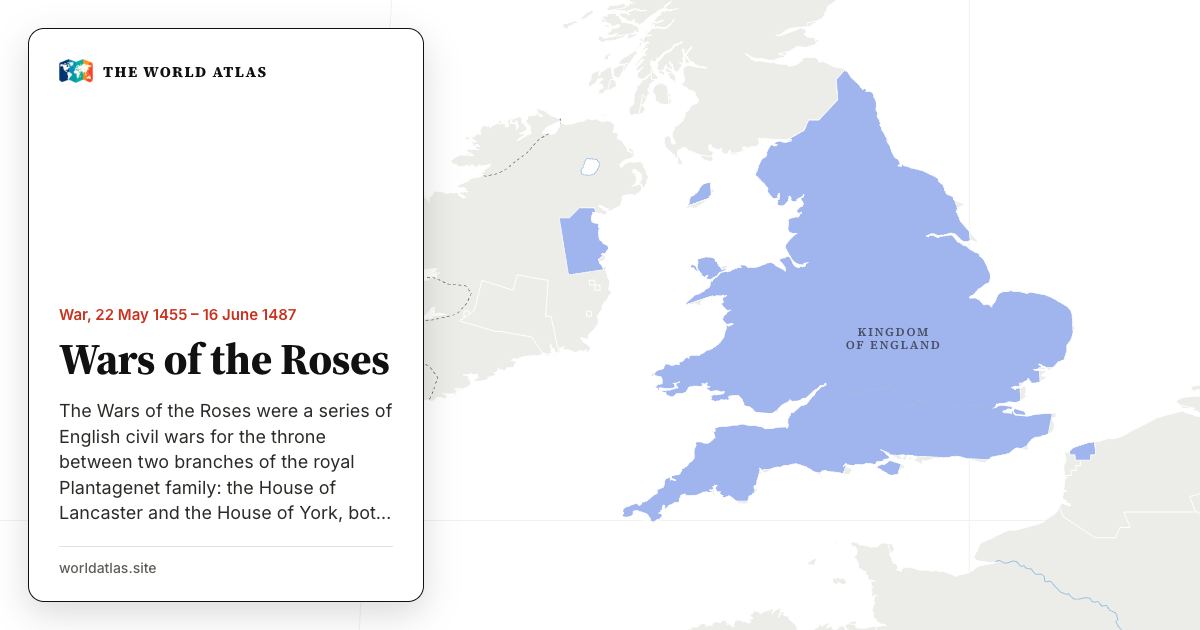 THE WORLD ATLAS
War, 22 May 1455 – 16 June 1487
Wars of the Roses
The Wars of the Roses were a series of
English civil wars for the throne
between two branches of the royal
Plantagenet family: the House of
Lancaster and the House of York, bot...
worldatlas.site
KINGDOM
OF ENGLAND